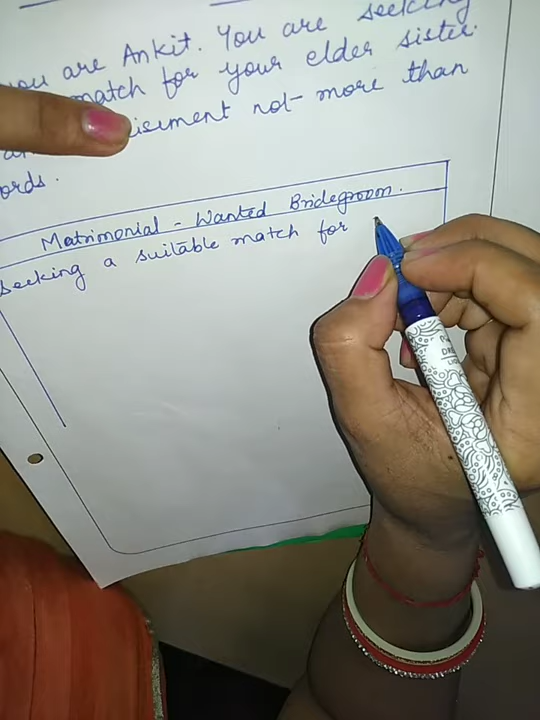 you are Ankit. You are seeking
match for your elder sister.
isement not more than
ords.
Matrimonial - Wanted Bridegroom.
Seeking a suitable match for